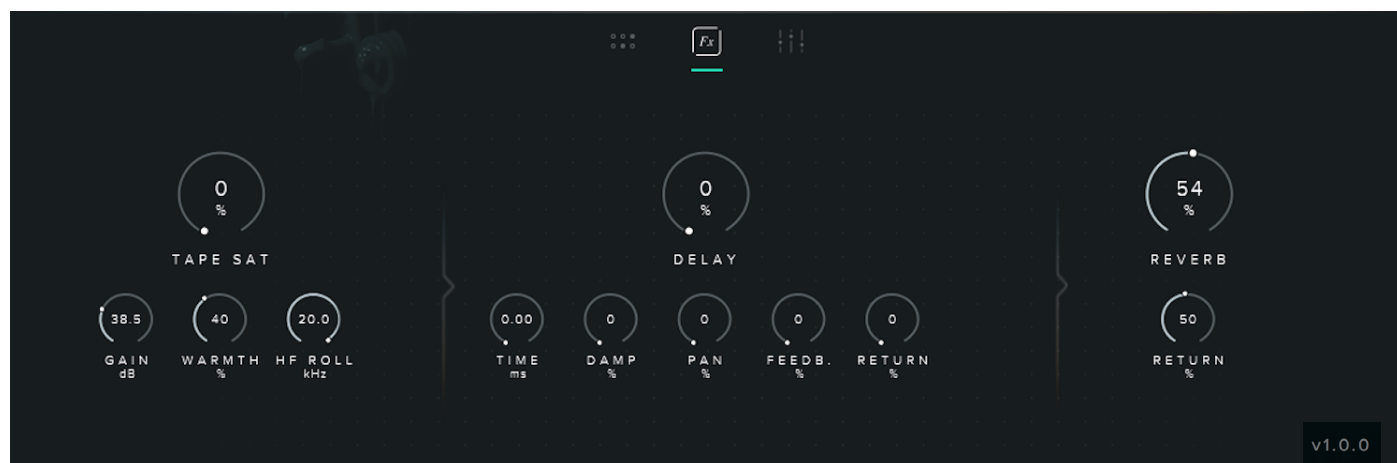 Fx
0
%
TAPE SAT
38.5
GAIN
dB
40
WARMTH
%
20.0
HF ROLL
kHz
0
%
DELAY
0.00
TIME
ms
0
DAMP
%
0
PAN
%
0
FEEDB.
%
0
RETURN
%
54
%
REVERB
50
RETURN
%
v1.0.0